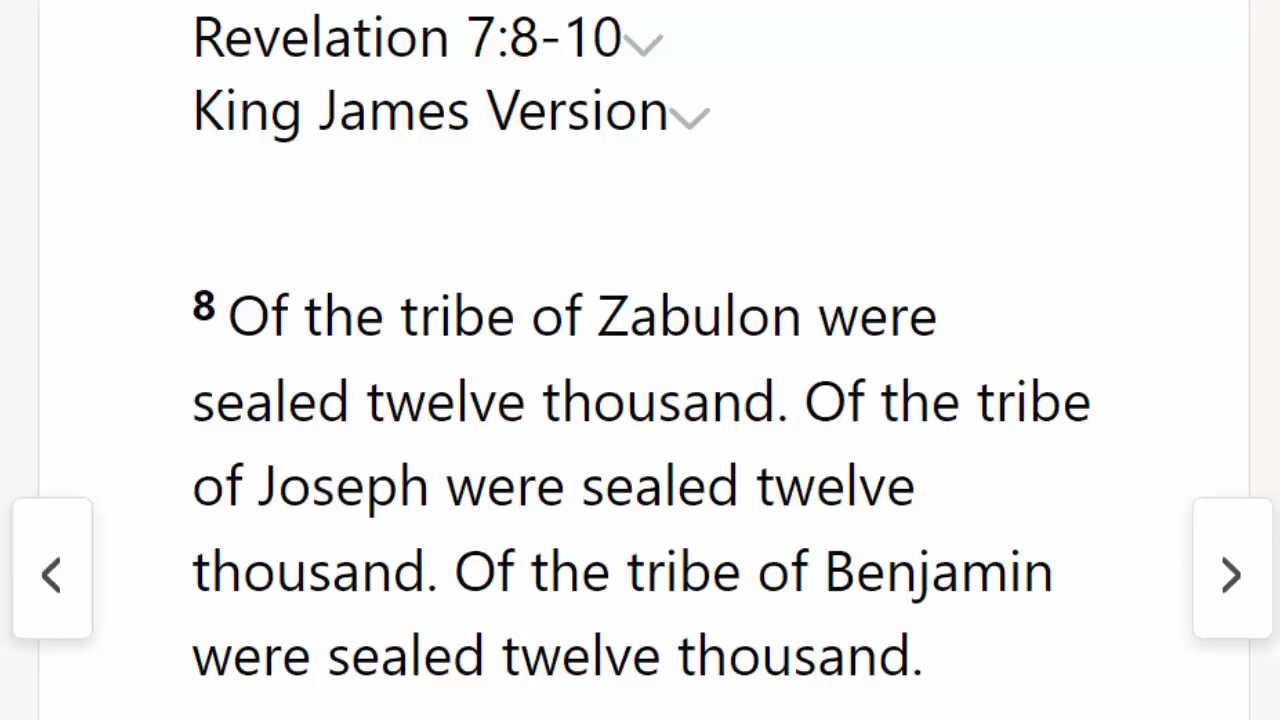 Revelation 7:8-10
King James Version
8 Of the tribe of Zabulon were
sealed twelve thousand. Of the tribe
of Joseph were sealed twelve
thousand. Of the tribe of Benjamin
were sealed twelve thousand.